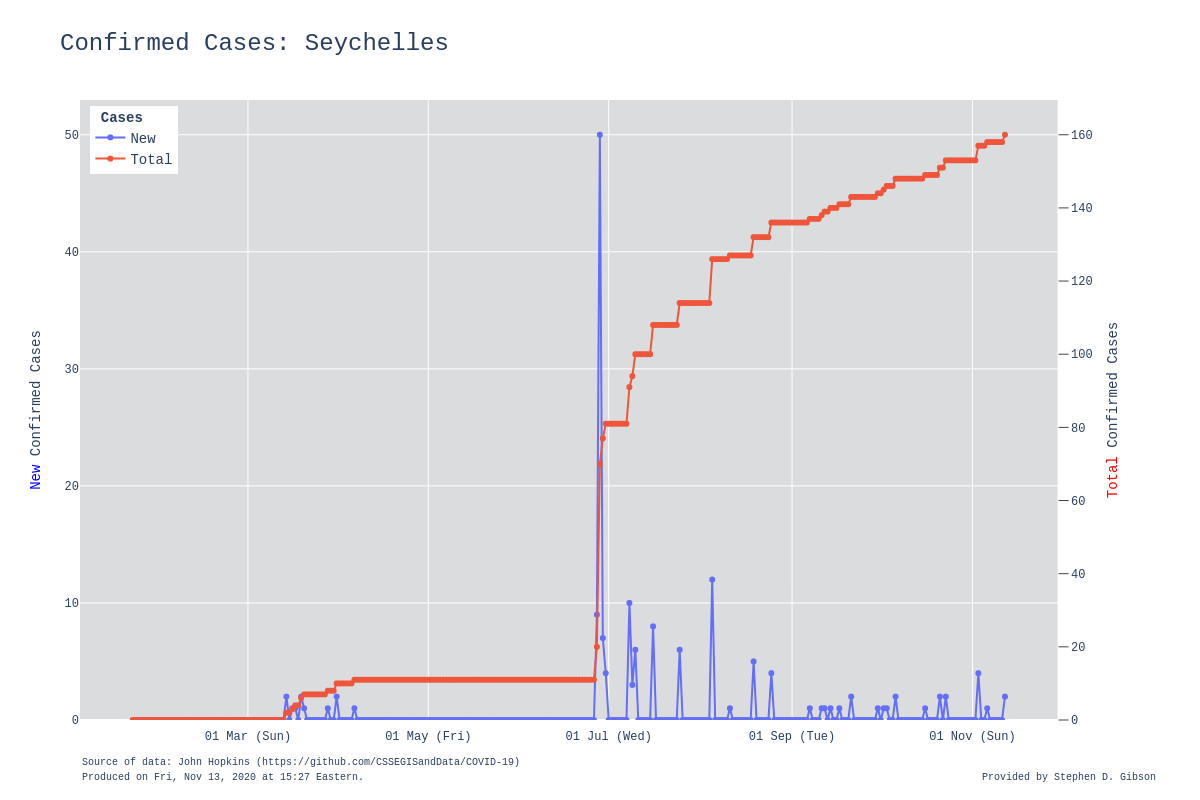 Confirmed Cases: Seychelles
Cases
New
Total
50
40
30
20
10
0
160
140
120
100
80
60
40
20
0
New Confirmed Cases
Total Confirmed Cases
01 Mar (Sun)
01 May (Fri)
01 Jul (Wed)
01 Sep (Tue)
01 Nov (Sun)
Source of data: John Hopkins (https://github.com/CSSEGISandData/COVID-19)
Produced on Fri, Nov 13, 2020 at 15:27 Eastern.
Provided by Stephen D. Gibson